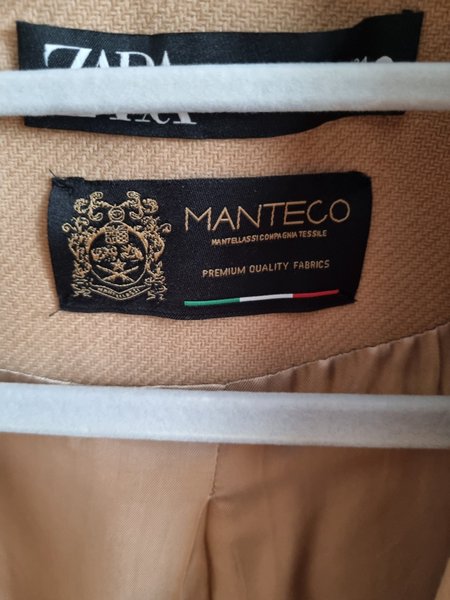 ZARA
MANTECO
MANTELLASSI COMPAGNIA TESSILE
PREMIUM QUALITY FABRICS